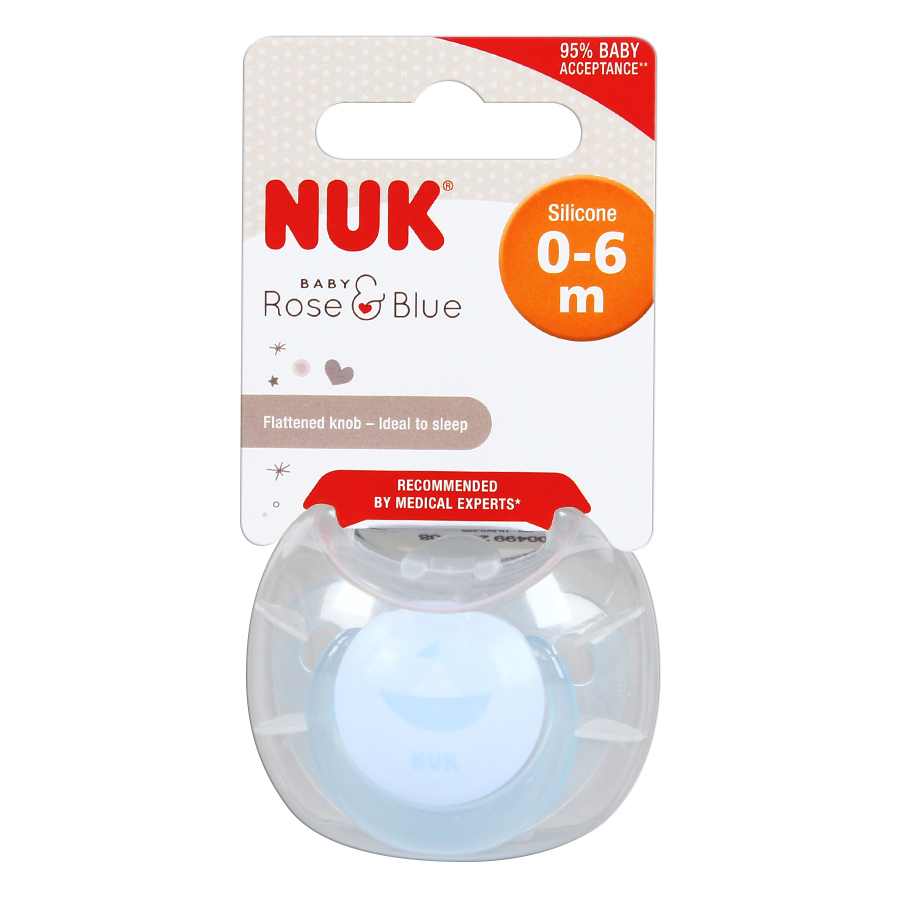 95% BABY
ACCEPTANCE**
NUK®
Silicone
0-6
m
BABY
Rose & Blue
Flattened knob – Ideal to sleep
RECOMMENDED
BY MEDICAL EXPERTS*
NUK